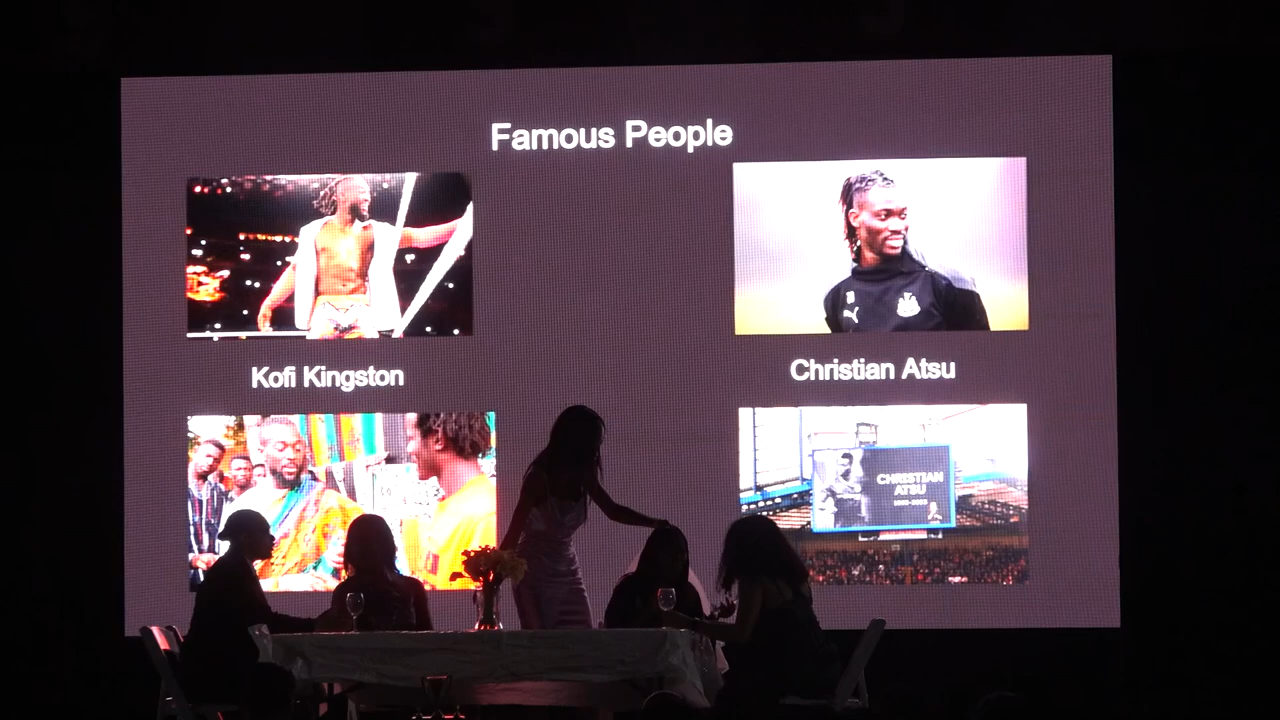 Famous People
Kofi Kingston
Christian Atsu
CHRISTIAN
ATSU